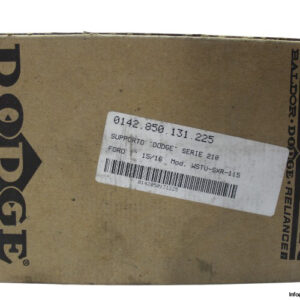 DODGE
0142.850 131.225
SUPPORTO "DODGE" SERIE 210
FORO 15/16 Mod. WSTU-SXR-115
0142850131225
BALDOR·DODGE·RELIANCE